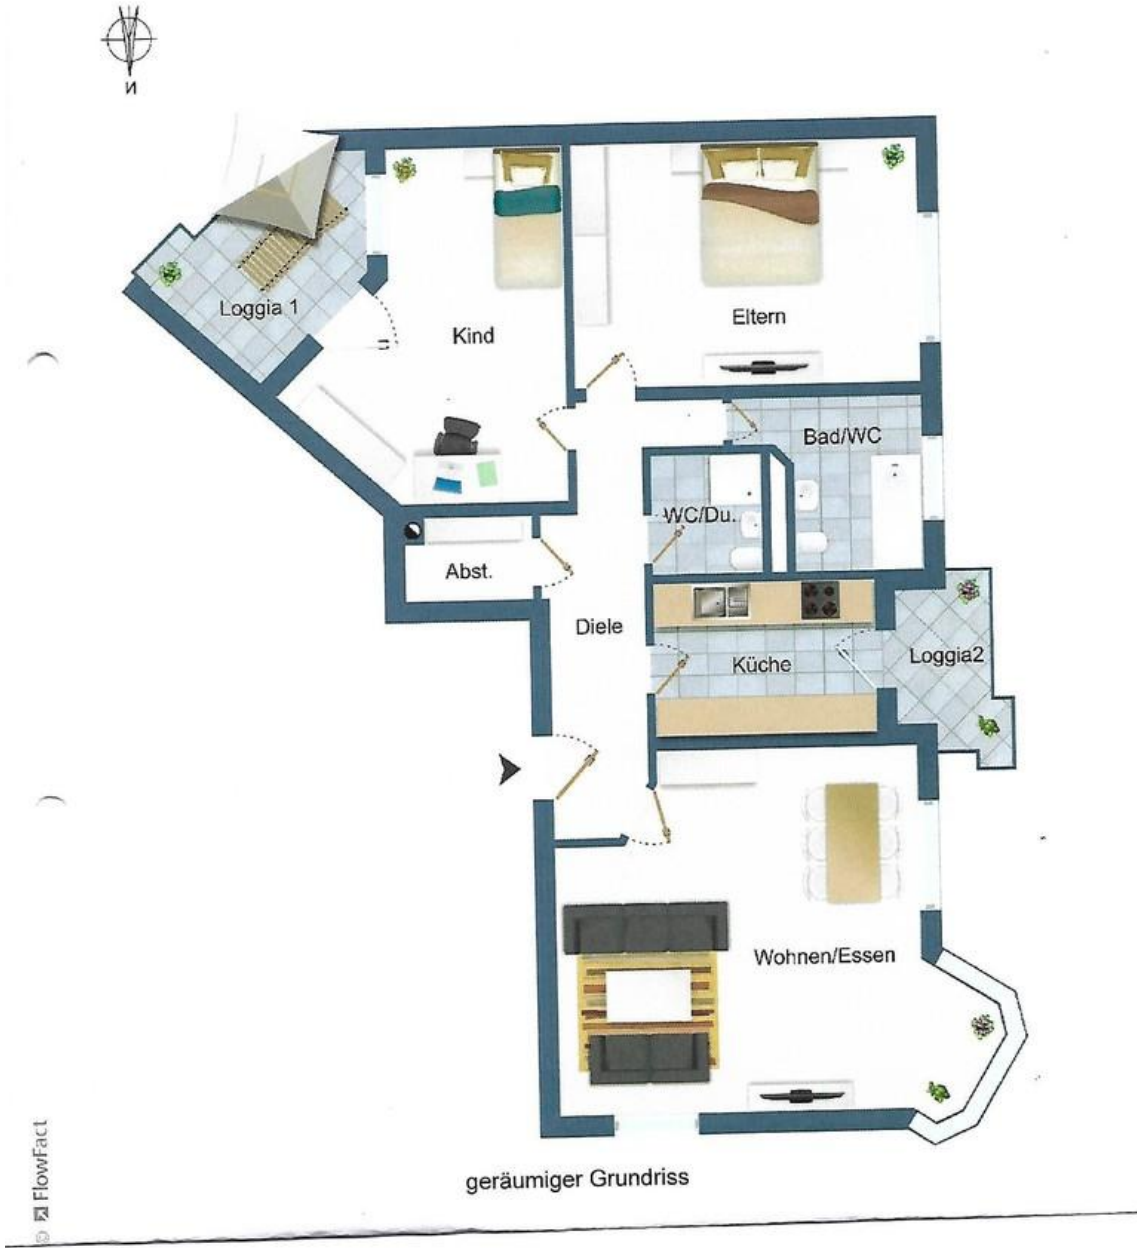 N
Loggia 1
Kind
Eltern
Bad/WC
WC/Du.
Abst.
Diele
Küche
Loggia2
Wohnen/Essen
geräumiger Grundriss
© FlowFact